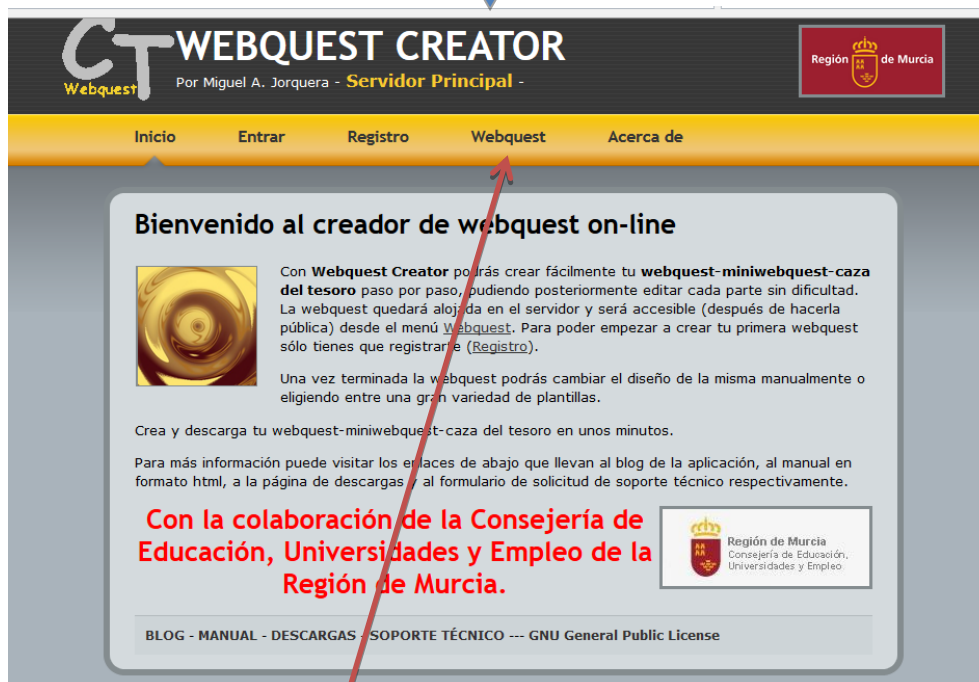 CT
Webquest
WEBQUEST CREATOR
Por Miguel A. Jorquera - Servidor Principal -
Región de Murcia
Inicio Entrar Registro Webquest Acerca de
Bienvenido al creador de webquest on-line
Con Webquest Creator podrás crear fácilmente tu webquest-miniwebquest-caza
del tesoro paso por paso, pudiendo posteriormente editar cada parte sin dificultad.
La webquest quedará alojada en el servidor y será accesible (después de hacerla
pública) desde el menú Webquest. Para poder empezar a crear tu primera webquest
sólo tienes que registrarte (Registro).
Una vez terminada la webquest podrás cambiar el diseño de la misma manualmente o
eligiendo entre una gran variedad de plantillas.
Crea y descarga tu webquest-miniwebquest-caza del tesoro en unos minutos.
Para más información puede visitar los enlaces de abajo que llevan al blog de la aplicación, al manual en
formato html, a la página de descargas y al formulario de solicitud de soporte técnico respectivamente.
Con la colaboración de la Consejería de
Educación, Universidades y Empleo de la
Región de Murcia.
Región de Murcia
Consejería de Educación,
Universidades y Empleo
BLOG - MANUAL - DESCARGAS - SOPORTE TÉCNICO --- GNU General Public License